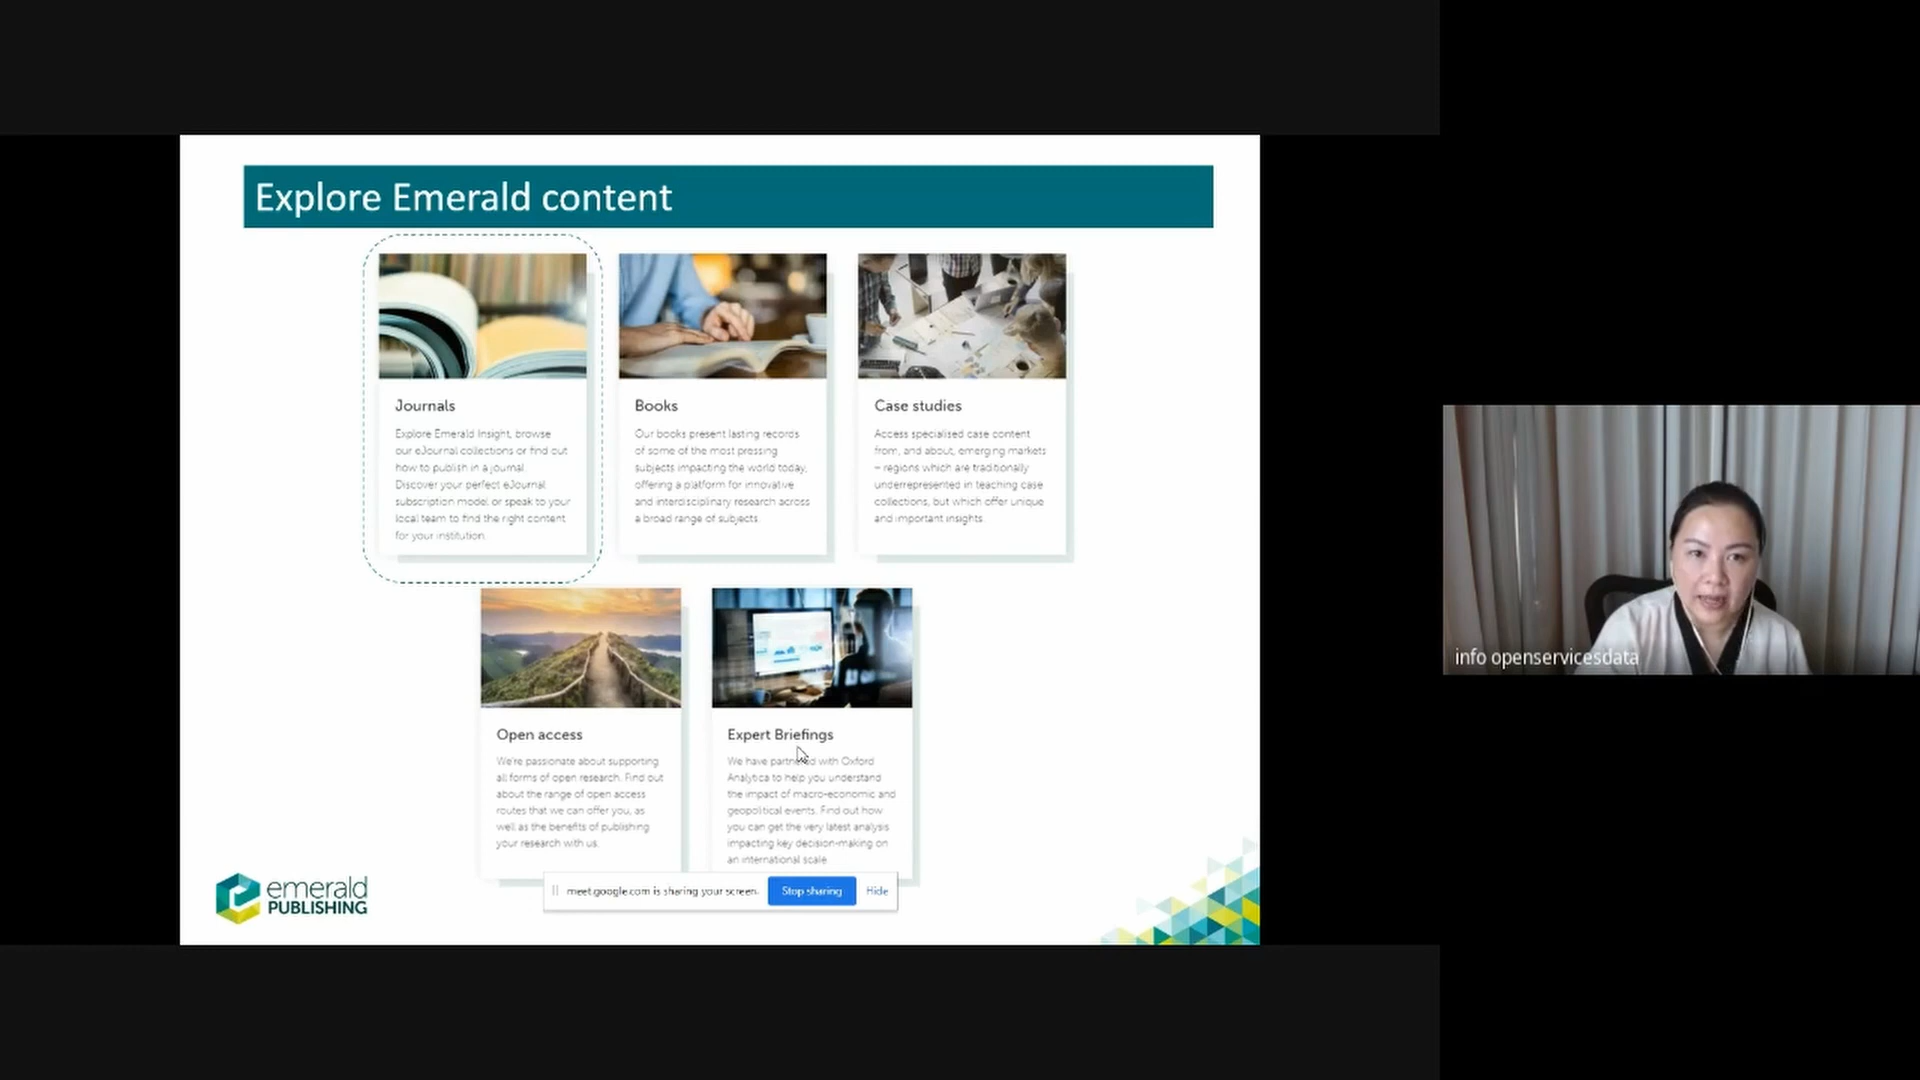 Explore Emerald content
Journals
Explore Emerald Insight, browse
our eJournal collections or find out
how to publish in a journal.
Discover your perfect eJournal
subscription model or speak to your
local team to find the right content
for your institution.
Books
Our books present lasting records
of some of the most pressing
subjects impacting the world today,
offering a platform for innovative
and interdisciplinary research across
a broad range of subjects.
Case studies
Access specialised case content
from, and about, emerging markets
– regions which are traditionally
underrepresented in teaching case
collections, but which offer unique
and important insights.
Open access
We're passionate about supporting
all forms of open research. Find out
about the range of open access
routes that we can offer you, as
well as the benefits of publishing
your research with us.
Expert Briefings
We have partnered with Oxford
Analytica to help you understand
the impact of macro-economic and
geopolitical events. Find out how
you can get the very latest analysis
impacting key decision-making on
an international scale.
meet.google.com is sharing your screen.
Stop sharing
Hide
emerald
PUBLISHING
info openservicesdata